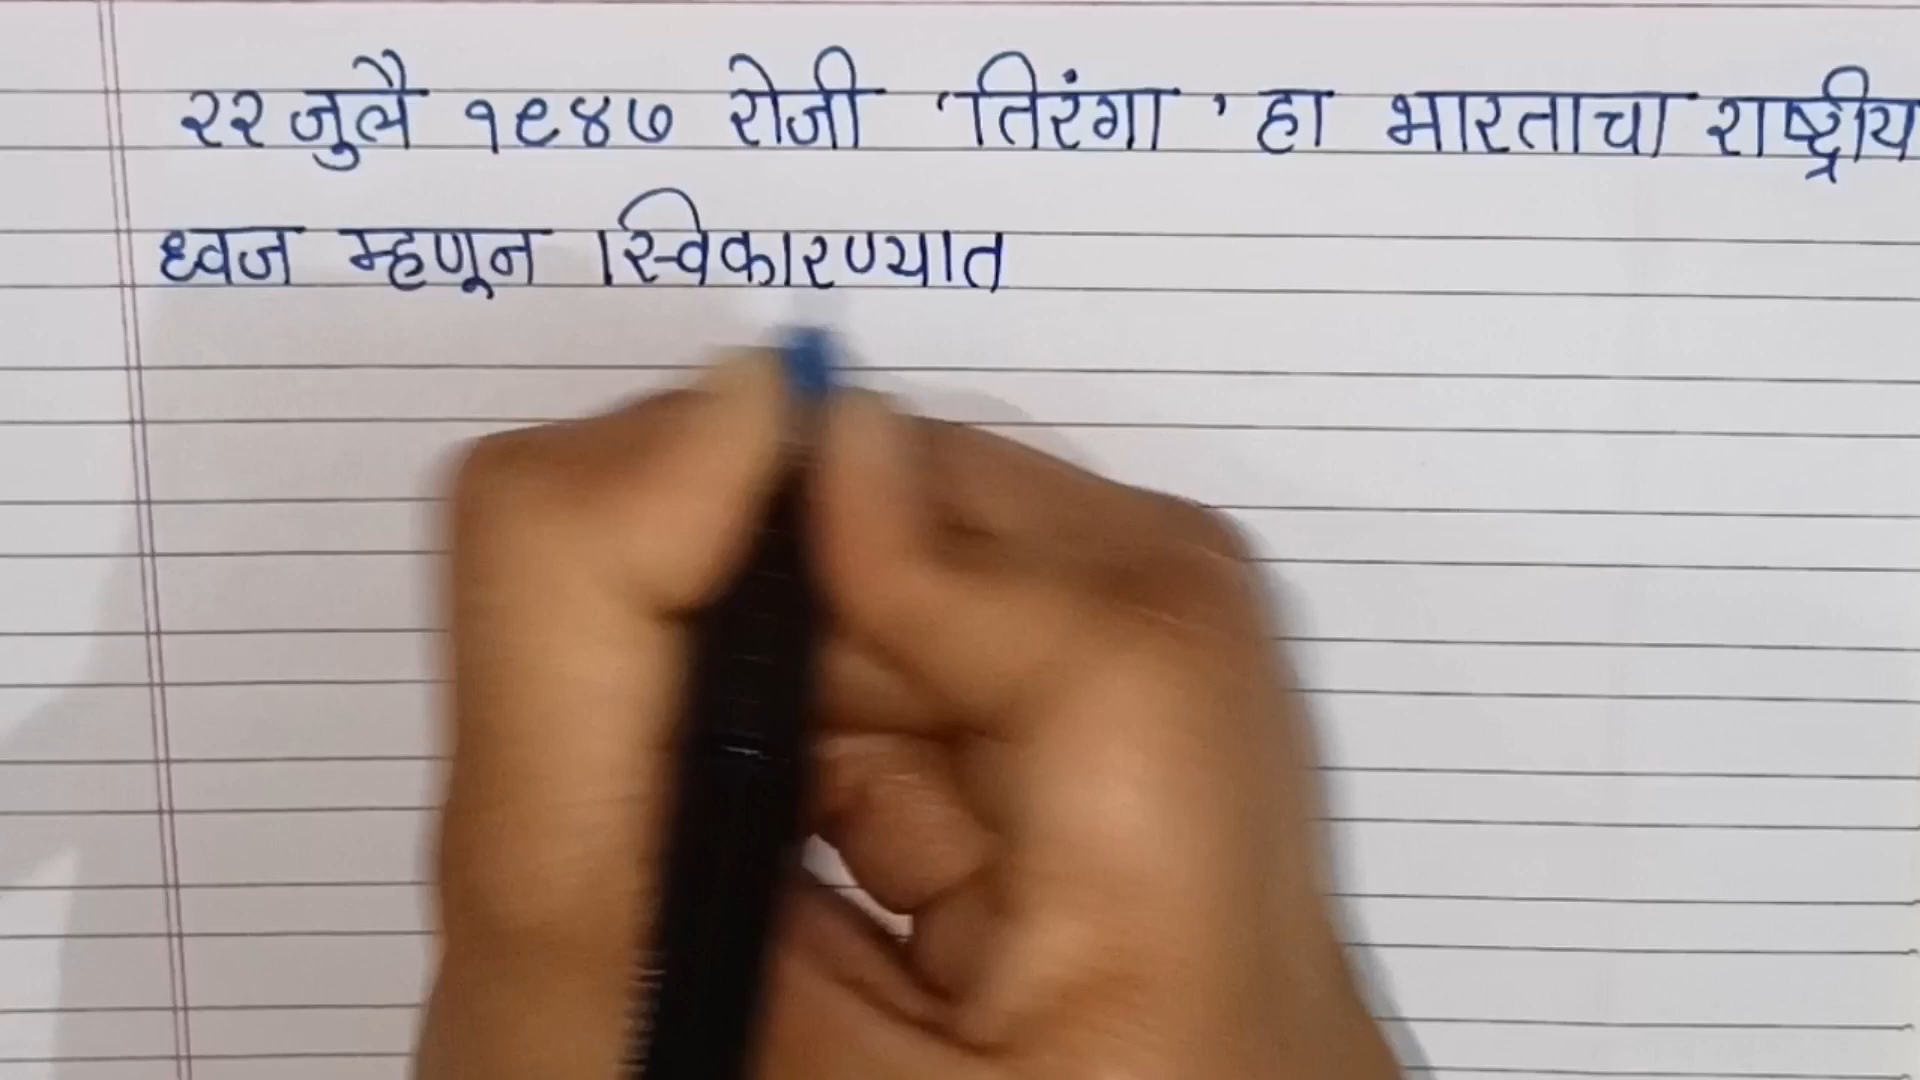 २२ जुलै १९४७ रोजी 'तिरंगा' हा भारताचा राष्ट्रीय
ध्वज म्हणून स्विकारण्यात